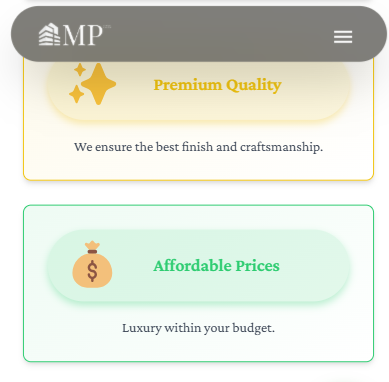 MP
Premium Quality
We ensure the best finish and craftsmanship.
$
Affordable Prices
Luxury within your budget.